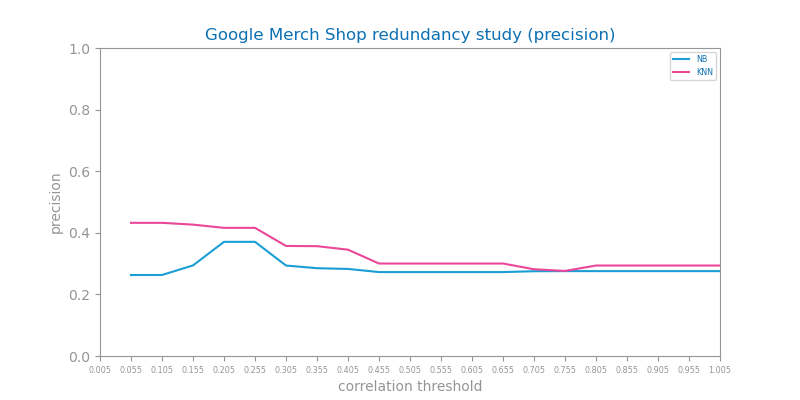 Google Merch Shop redundancy study (precision)
NB
KNN
precision
1.0
0.8
0.6
0.4
0.2
0.0
0.005 0.055 0.105 0.155 0.205 0.255 0.305 0.355 0.405 0.455 0.505 0.555 0.605 0.655 0.705 0.755 0.805 0.855 0.905 0.955 1.005
correlation threshold